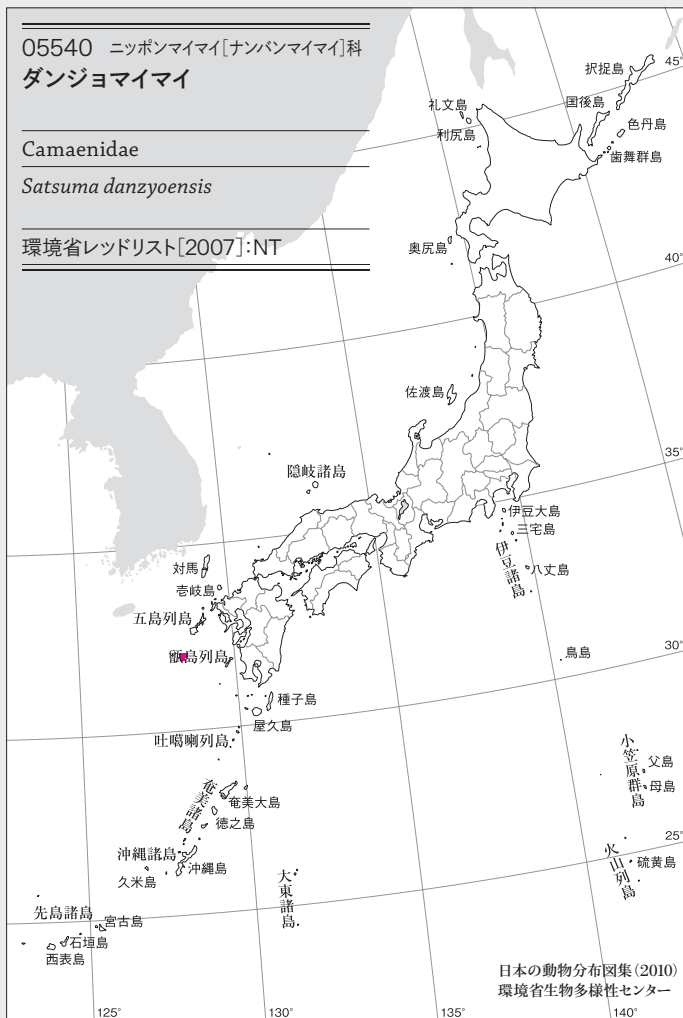 05540 ニッポンマイマイ[ナンバンマイマイ]科
ダンジョマイマイ
Camaenidae
Satsuma danzyoensis
環境省レッドリスト[2007]:NT
45°
択捉島
国後島
礼文島
色丹島
利尻島
歯舞群島
奥尻島
40°
佐渡島
35°
隠岐諸島
伊豆大島
三宅島
伊豆諸島
八丈島
対馬
壱岐島
五島列島
甑島列島
鳥島
30°
種子島
屋久島
吐噶喇列島
小笠原群島
父島
母島
奄美諸島
奄美大島
徳之島
25°
沖縄諸島
沖縄島
久米島
火山列島
硫黄島
大東諸島
先島諸島
宮古島
石垣島
西表島
日本の動物分布図集(2010)
環境省生物多様性センター
125°
130°
135°
140°